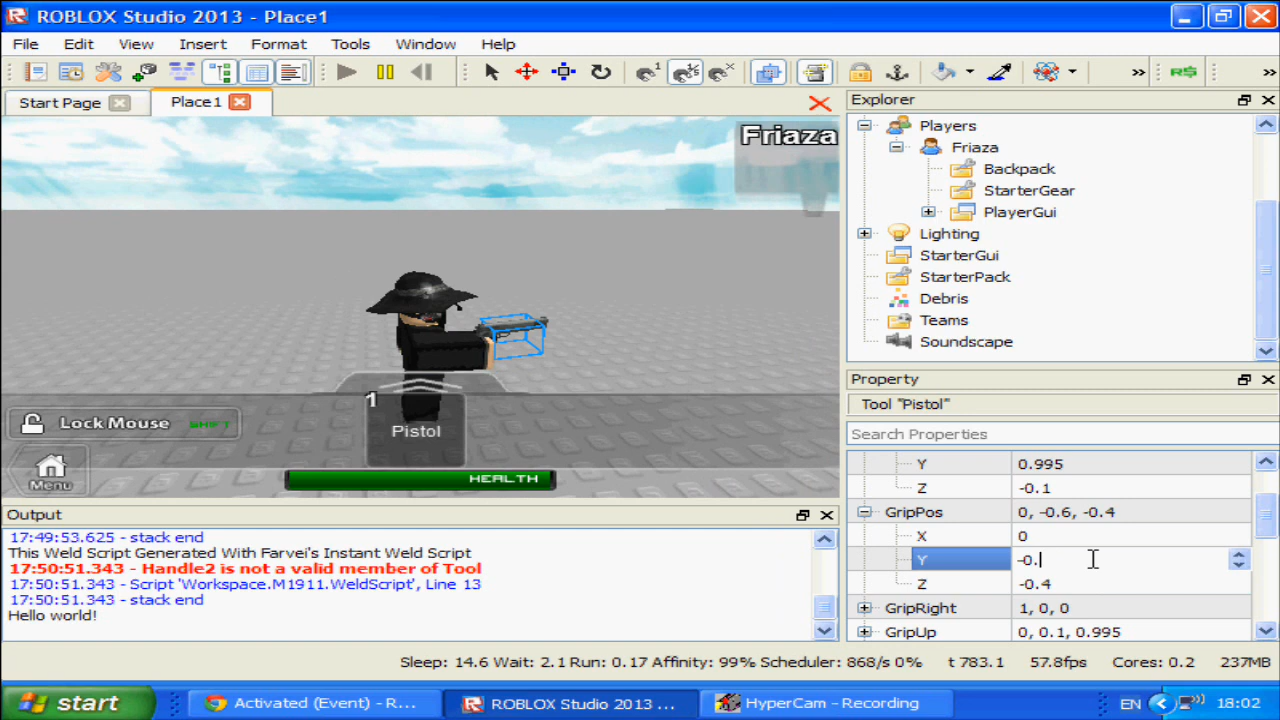 ROBLOX Studio 2013 - Place1
File Edit View Insert Format Tools Window Help
R$
Start Page Place1
Friaza
1
Pistol
Lock Mouse SHIFT
Menu
HEALTH
Explorer
Players
Friaza
Backpack
StarterGear
PlayerGui
Lighting
StarterGui
StarterPack
Debris
Teams
Soundscape
Property
Tool "Pistol"
Search Properties
Y 0.995
Z -0.1
GripPos 0, -0.6, -0.4
X 0
Y -0.
Z -0.4
GripRight 1, 0, 0
GripUp 0, 0.1, 0.995
Output
17:49:53.625 - stack end
This Weld Script Generated With Farvei's Instant Weld Script
17:50:51.343 - Handle2 is not a valid member of Tool
17:50:51.343 - Script 'Workspace.M1911.WeldScript', Line 13
17:50:51.343 - stack end
Hello world!
Sleep: 14.6 Wait: 2.1 Run: 0.17 Affinity: 99% Scheduler: 868/s 0% t 783.1 57.8fps Cores: 0.2 237MB
start Activated (Event) - R... ROBLOX Studio 2013 ... HyperCam - Recording EN 18:02